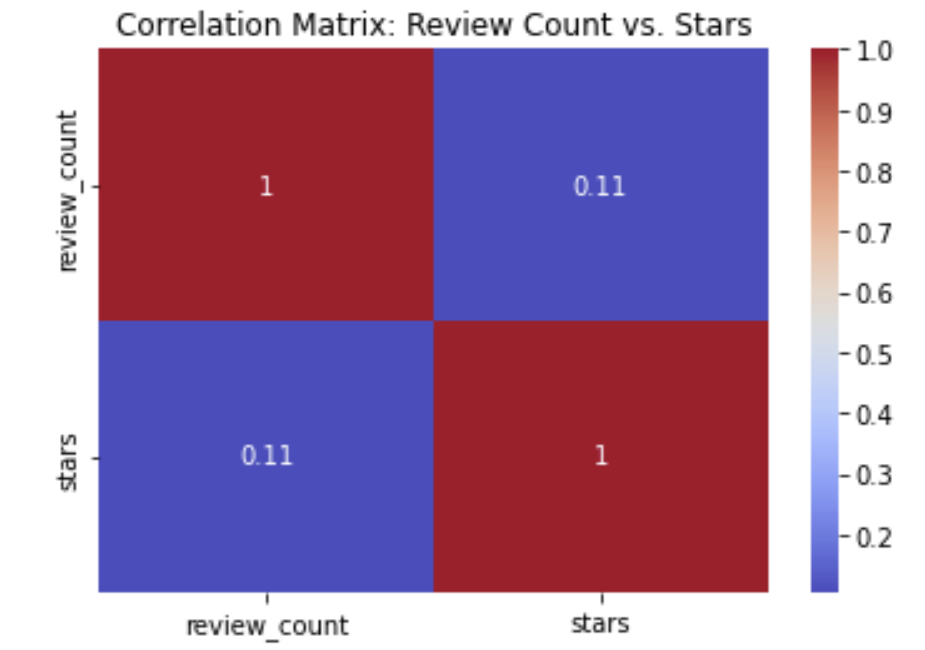 Correlation Matrix: Review Count vs. Stars
review_count
1
0.11
stars
0.11
1
review_count
stars
1.0
0.9
0.8
0.7
0.6
0.5
0.4
0.3
0.2